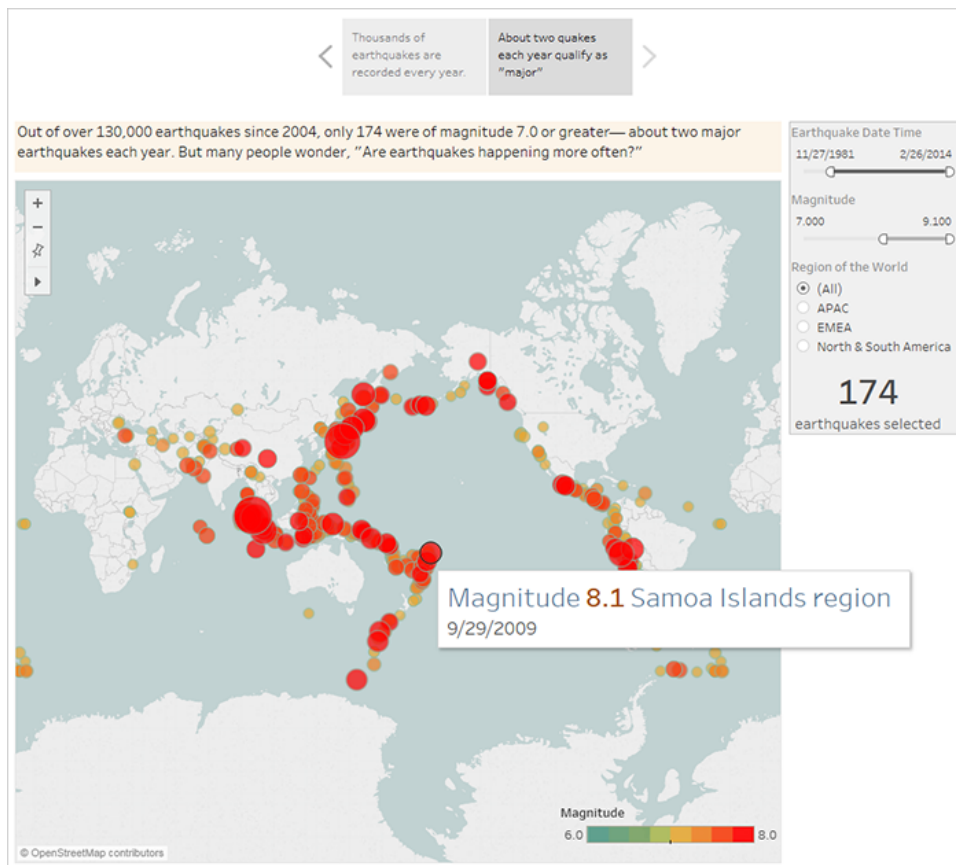 Thousands of
earthquakes are
recorded every year.
About two quakes
each year qualify as
"major"
Out of over 130,000 earthquakes since 2004, only 174 were of magnitude 7.0 or greater— about two major
earthquakes each year. But many people wonder, "Are earthquakes happening more often?"
Earthquake Date Time
11/27/1981 2/26/2014
Magnitude
7.000 9.100
Region of the World
(All)
APAC
EMEA
North & South America
174
earthquakes selected
Magnitude 8.1 Samoa Islands region
9/29/2009
Magnitude
6.0 8.0
© OpenStreetMap contributors